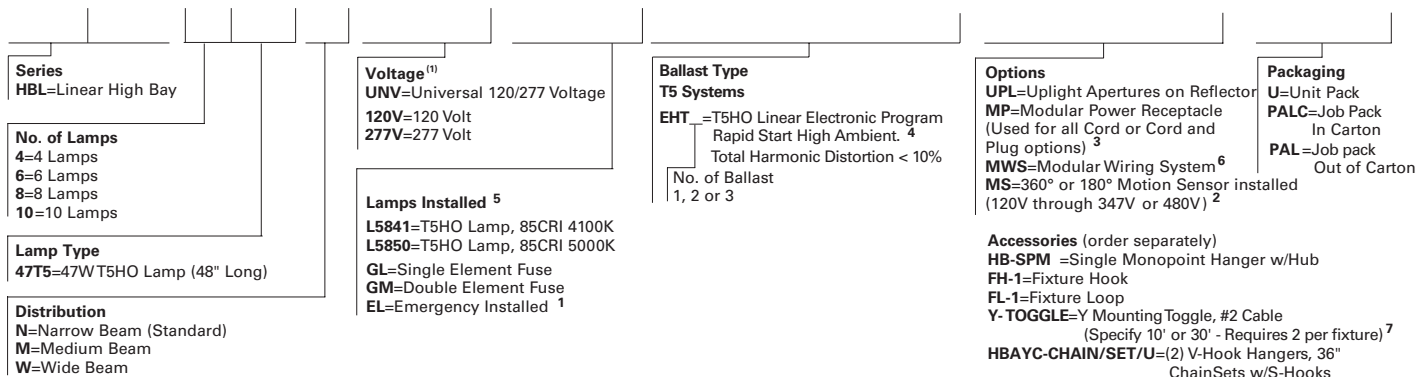 Series
HBL=Linear High Bay
No. of Lamps
4=4 Lamps
6=6 Lamps
8=8 Lamps
10=10 Lamps
Lamp Type
47T5=47W T5HO Lamp (48" Long)
Distribution
N=Narrow Beam (Standard)
M=Medium Beam
W=Wide Beam
Voltage (1)
UNV=Universal 120/277 Voltage
120V=120 Volt
277V=277 Volt
Lamps Installed 5
L5841=T5HO Lamp, 85CRI 4100K
L5850=T5HO Lamp, 85CRI 5000K
GL=Single Element Fuse
GM=Double Element Fuse
EL=Emergency Installed 1
Ballast Type
T5 Systems
EHT_=T5HO Linear Electronic Program
Rapid Start High Ambient. 4
Total Harmonic Distortion < 10%
No. of Ballast
1, 2 or 3
Options
UPL=Uplight Apertures on Reflector
MP=Modular Power Receptacle
(Used for all Cord or Cord and
Plug options) 3
MWS=Modular Wiring System 6
MS=360° or 180° Motion Sensor installed
(120V through 347V or 480V) 2
Accessories (order separately)
HB-SPM =Single Monopoint Hanger w/Hub
FH-1=Fixture Hook
FL-1=Fixture Loop
Y-TOGGLE=Y Mounting Toggle, #2 Cable
(Specify 10' or 30' - Requires 2 per fixture) 7
HBAYC-CHAIN/SET/U=(2) V-Hook Hangers, 36"
ChainSets w/S-Hooks
Packaging
U=Unit Pack
PALC=Job Pack
In Carton
PAL=Job pack
Out of Carton